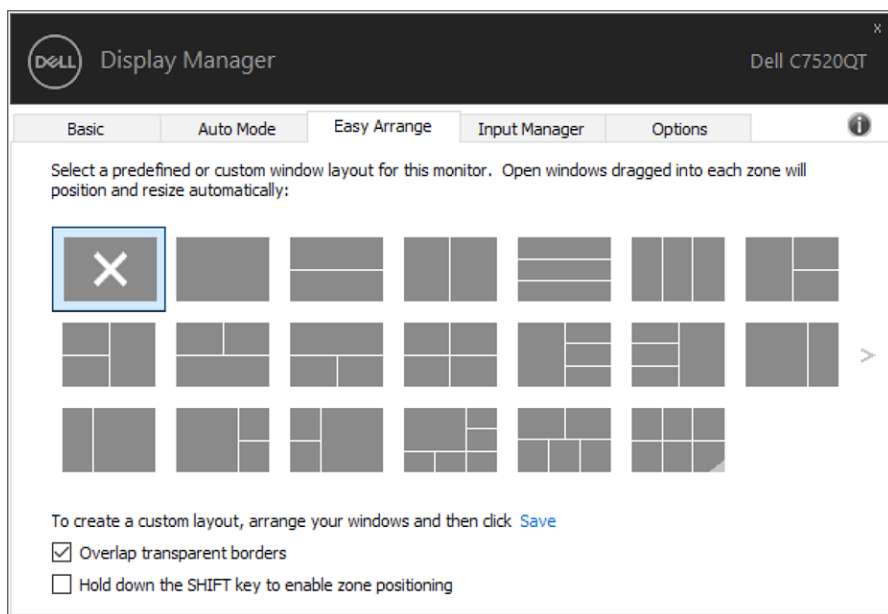 x
DELL
Display Manager
Dell C7520QT
Basic
Auto Mode
Easy Arrange
Input Manager
Options
i
Select a predefined or custom window layout for this monitor. Open windows dragged into each zone will
position and resize automatically:
>
To create a custom layout, arrange your windows and then click Save
Overlap transparent borders
Hold down the SHIFT key to enable zone positioning